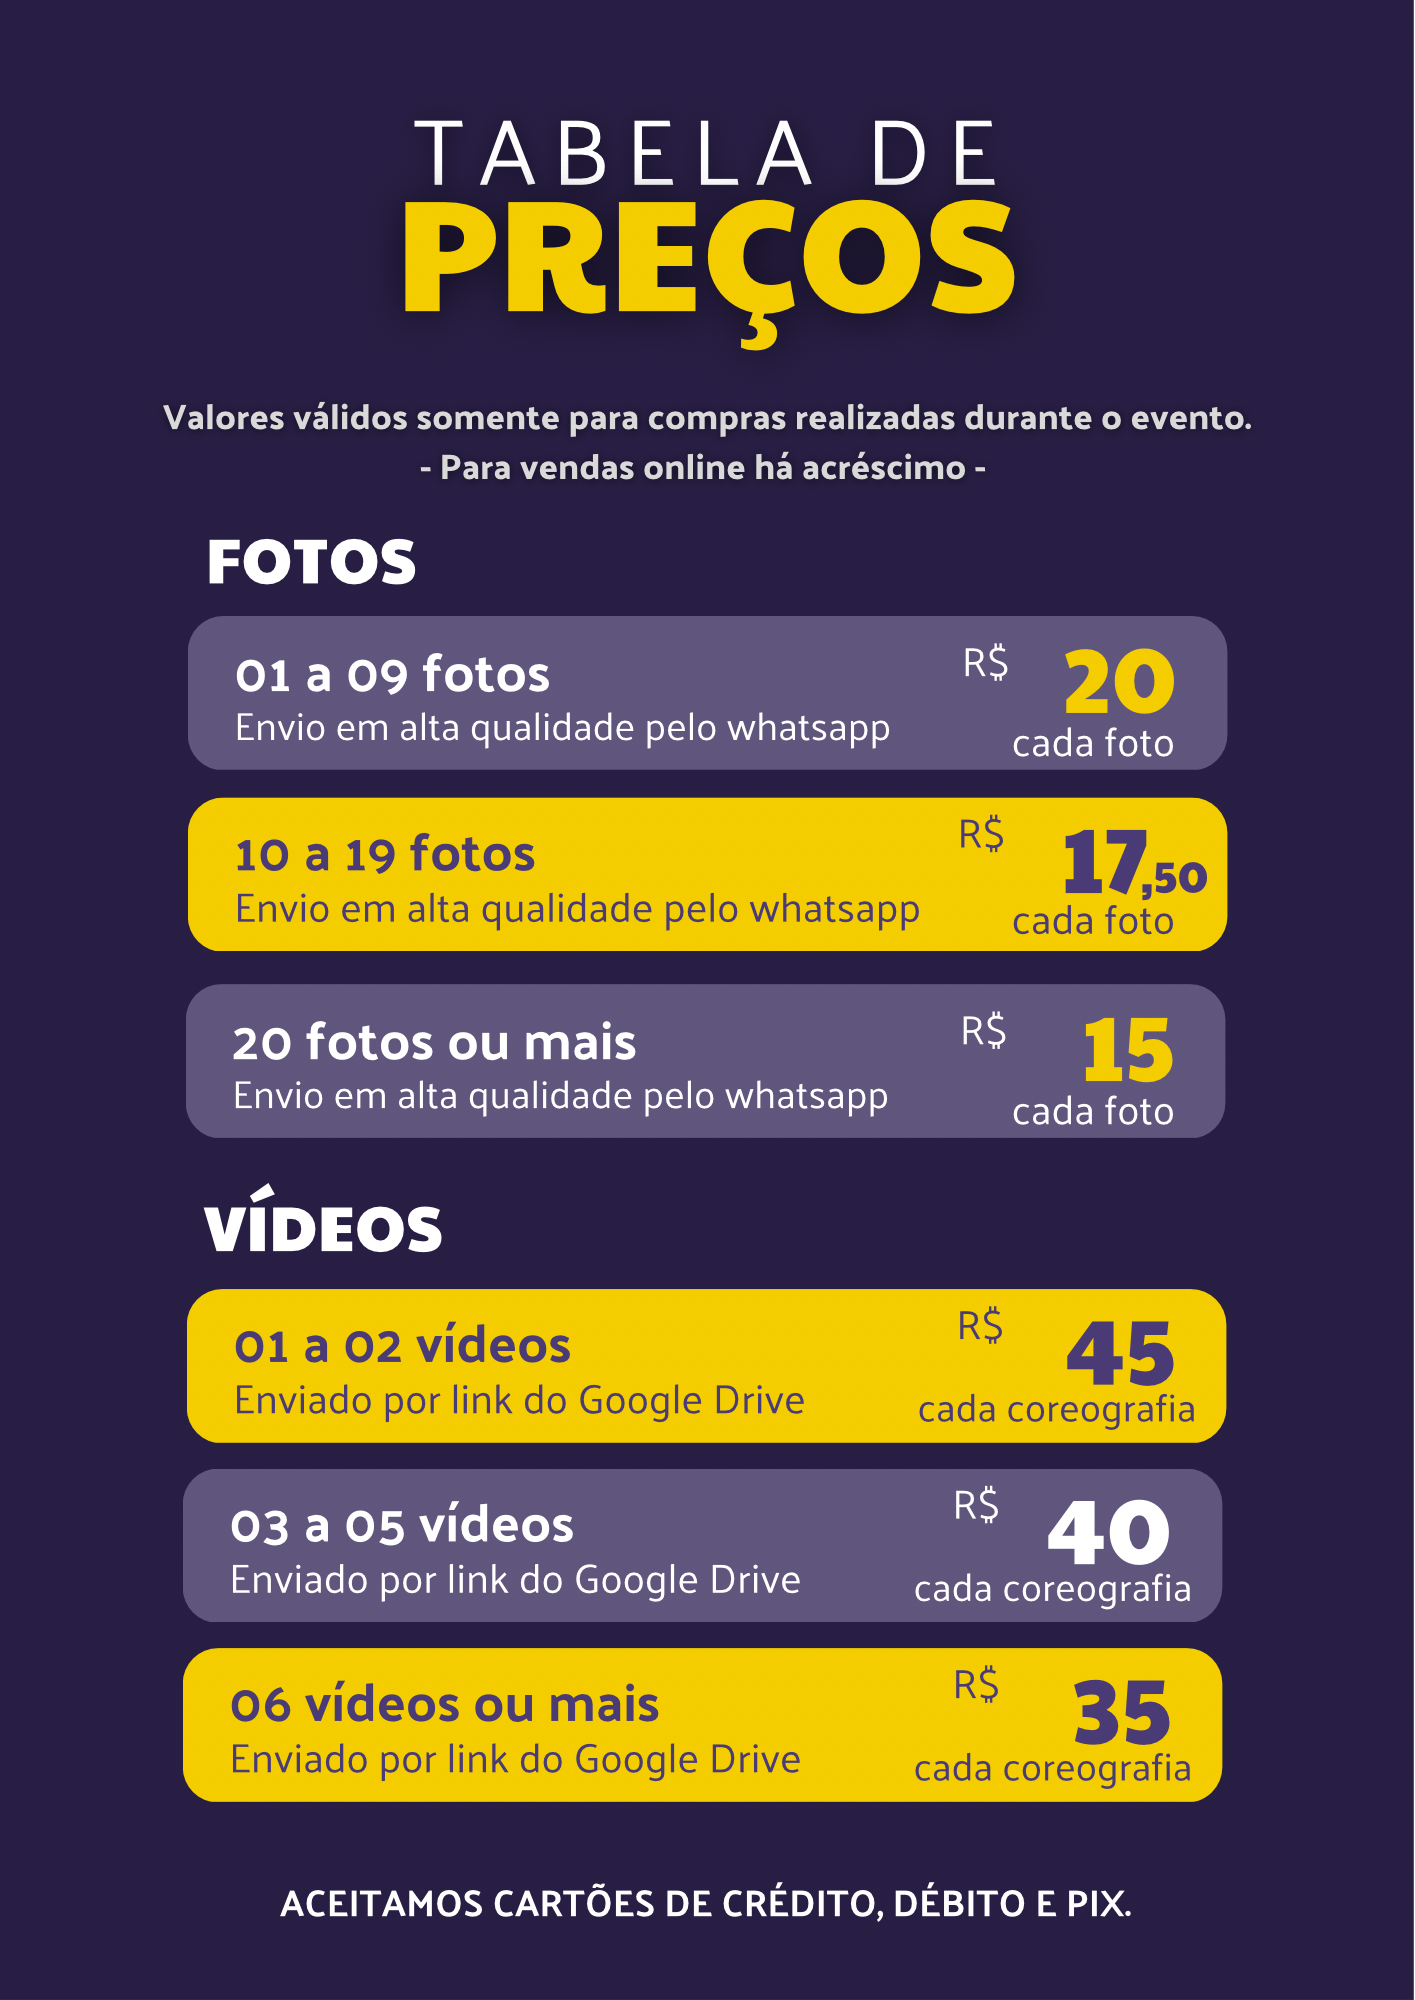 TABELA DE
PREÇOS
Valores válidos somente para compras realizadas durante o evento.
- Para vendas online há acréscimo -
FOTOS
01 a 09 fotos
Envio em alta qualidade pelo whatsapp
R$ 20
cada foto
10 a 19 fotos
Envio em alta qualidade pelo whatsapp
R$ 17,50
cada foto
20 fotos ou mais
Envio em alta qualidade pelo whatsapp
R$ 15
cada foto
VÍDEOS
01 a 02 vídeos
Enviado por link do Google Drive
R$ 45
cada coreografia
03 a 05 vídeos
Enviado por link do Google Drive
R$ 40
cada coreografia
06 vídeos ou mais
Enviado por link do Google Drive
R$ 35
cada coreografia
ACEITAMOS CARTÕES DE CRÉDITO, DÉBITO E PIX.